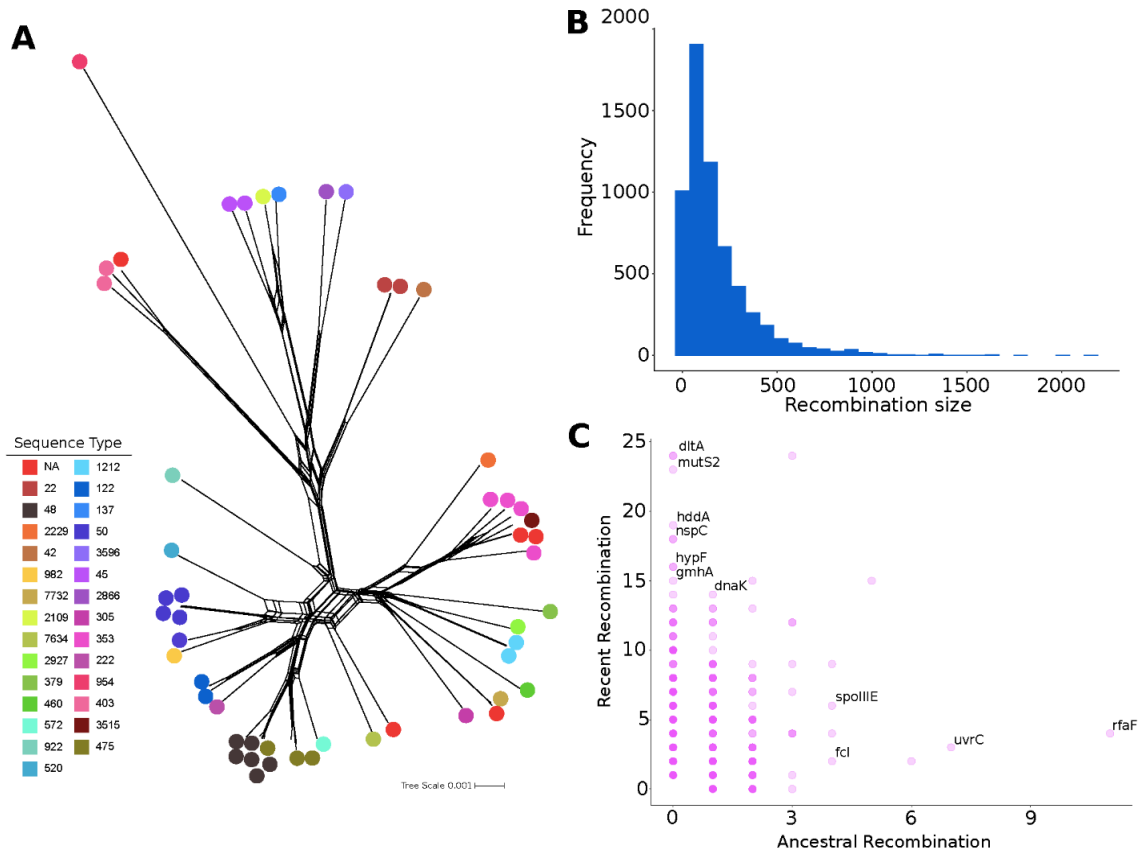 A
Sequence Type
NA
22
48
2229
42
982
7732
2109
7634
2927
379
460
572
922
520
1212
122
137
50
3596
45
2866
305
353
222
954
403
3515
475
Tree Scale 0.001
B
2000
1500
1000
500
0
Frequency
0 500 1000 1500 2000
Recombination size
C
25
20
15
10
5
0
Recent Recombination
dltA
mutS2
hddA
nspC
hypF
gmhA
dnaK
spoIIIE
rfaF
uvrC
fcl
0 3 6 9
Ancestral Recombination